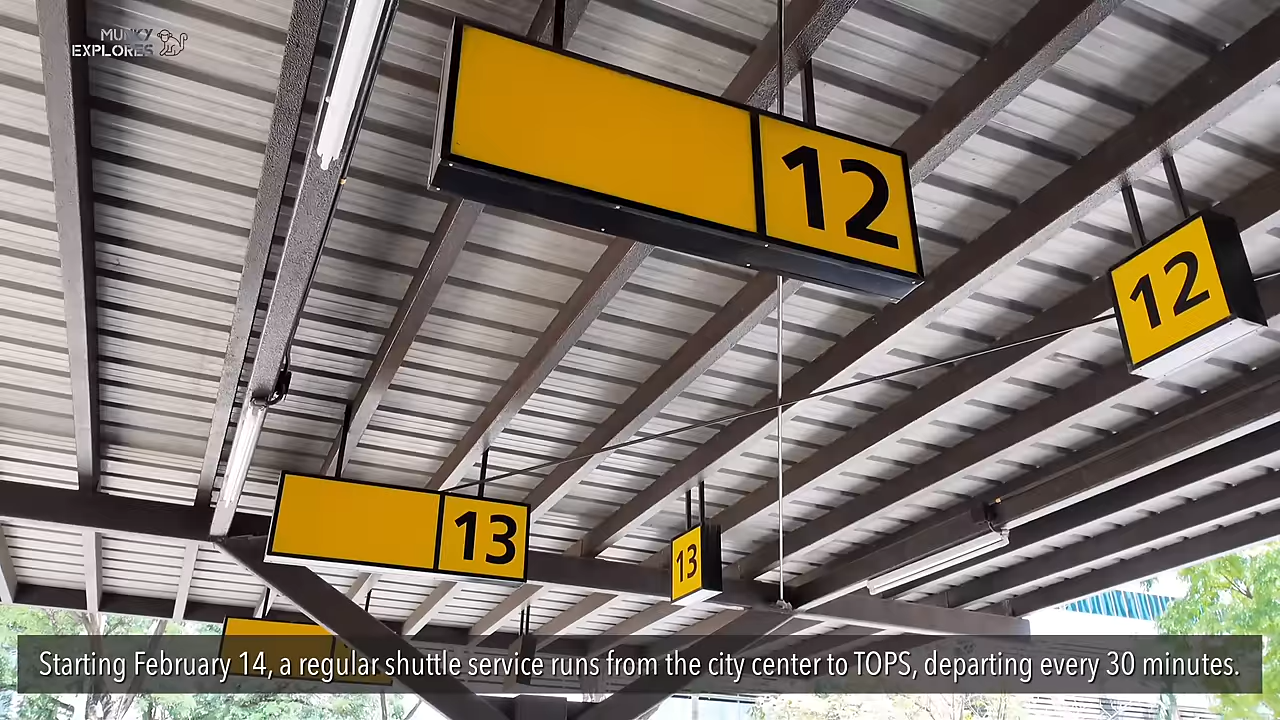 MUNKY
EXPLORES
12
12
13
13
Starting February 14, a regular shuttle service runs from the city center to TOPS, departing every 30 minutes.